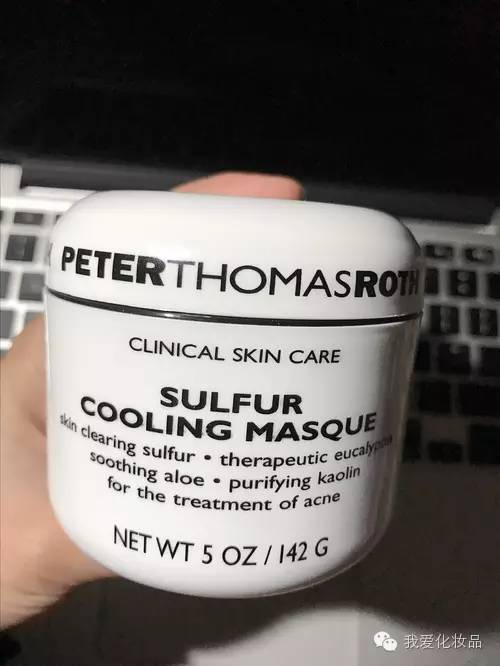 PETERTHOMASROTH
CLINICAL SKIN CARE
SULFUR
COOLING MASQUE
skin clearing sulfur • therapeutic eucalyptus
soothing aloe • purifying kaolin
for the treatment of acne
NET WT 5 OZ / 142 G
我爱化妆品